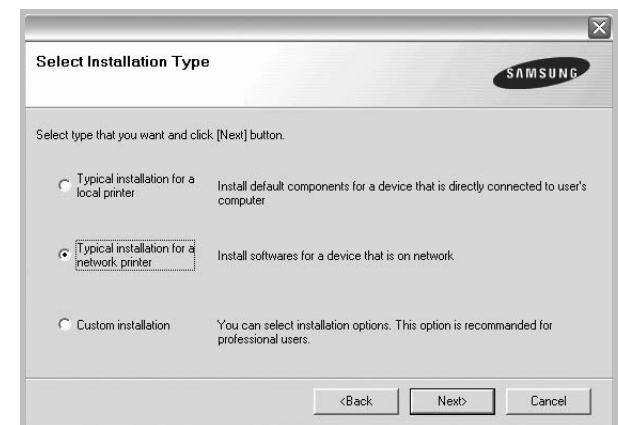 Select Installation Type
SAMSUNG
Select type that you want and click [Next] button.
Typical installation for a
local printer
Install default components for a device that is directly connected to user's
computer
Typical installation for a
network printer
Install softwares for a device that is on network
Custom installation
You can select installation options. This option is recommanded for
professional users.
<Back
Next>
Cancel